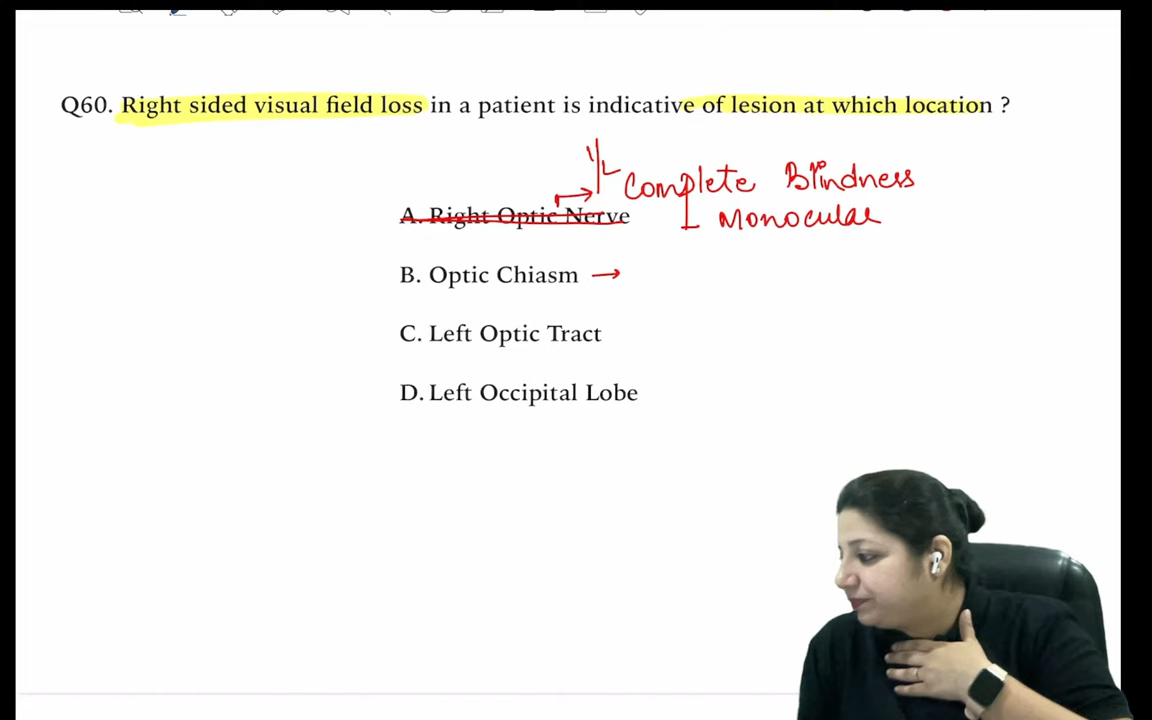 Q60. Right sided visual field loss in a patient is indicative of lesion at which location ?
Complete Blindness
A. Right Optic Nerve
Monocular
B. Optic Chiasm →
C. Left Optic Tract
D. Left Occipital Lobe